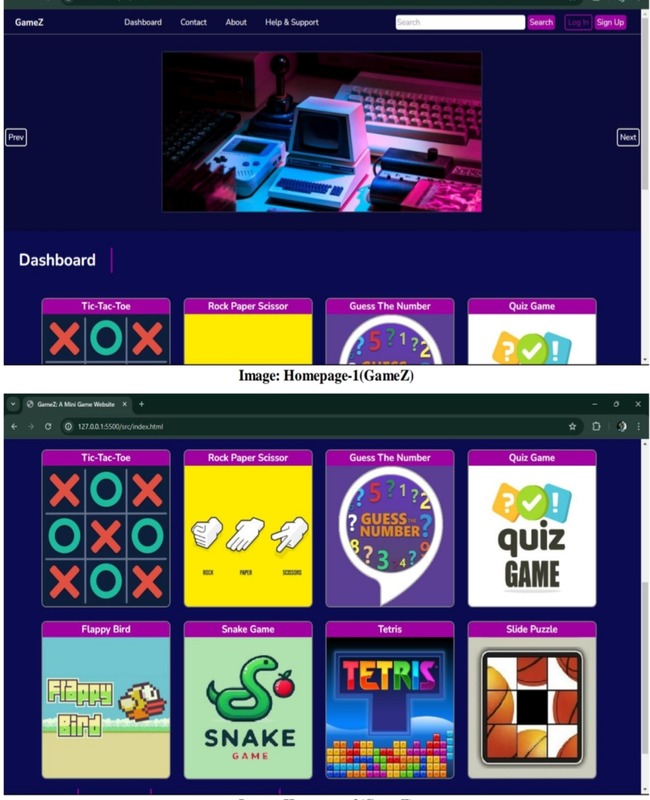 GameZ Dashboard Contact About Help & Support Search Search Log In Sign Up
Prev Next
Dashboard
Tic-Tac-Toe Rock Paper Scissor Guess The Number Quiz Game
Image: Homepage-1(GameZ)
GameZ: A Mini Game Website
127.0.0.1:5500/src/index.html
Tic-Tac-Toe Rock Paper Scissor Guess The Number Quiz Game
GUESS THE NUMBER
quiz GAME
ROCK PAPER SCISSORS
Flappy Bird Snake Game Tetris Slide Puzzle
Flappy Bird
SNAKE GAME
TETRIS